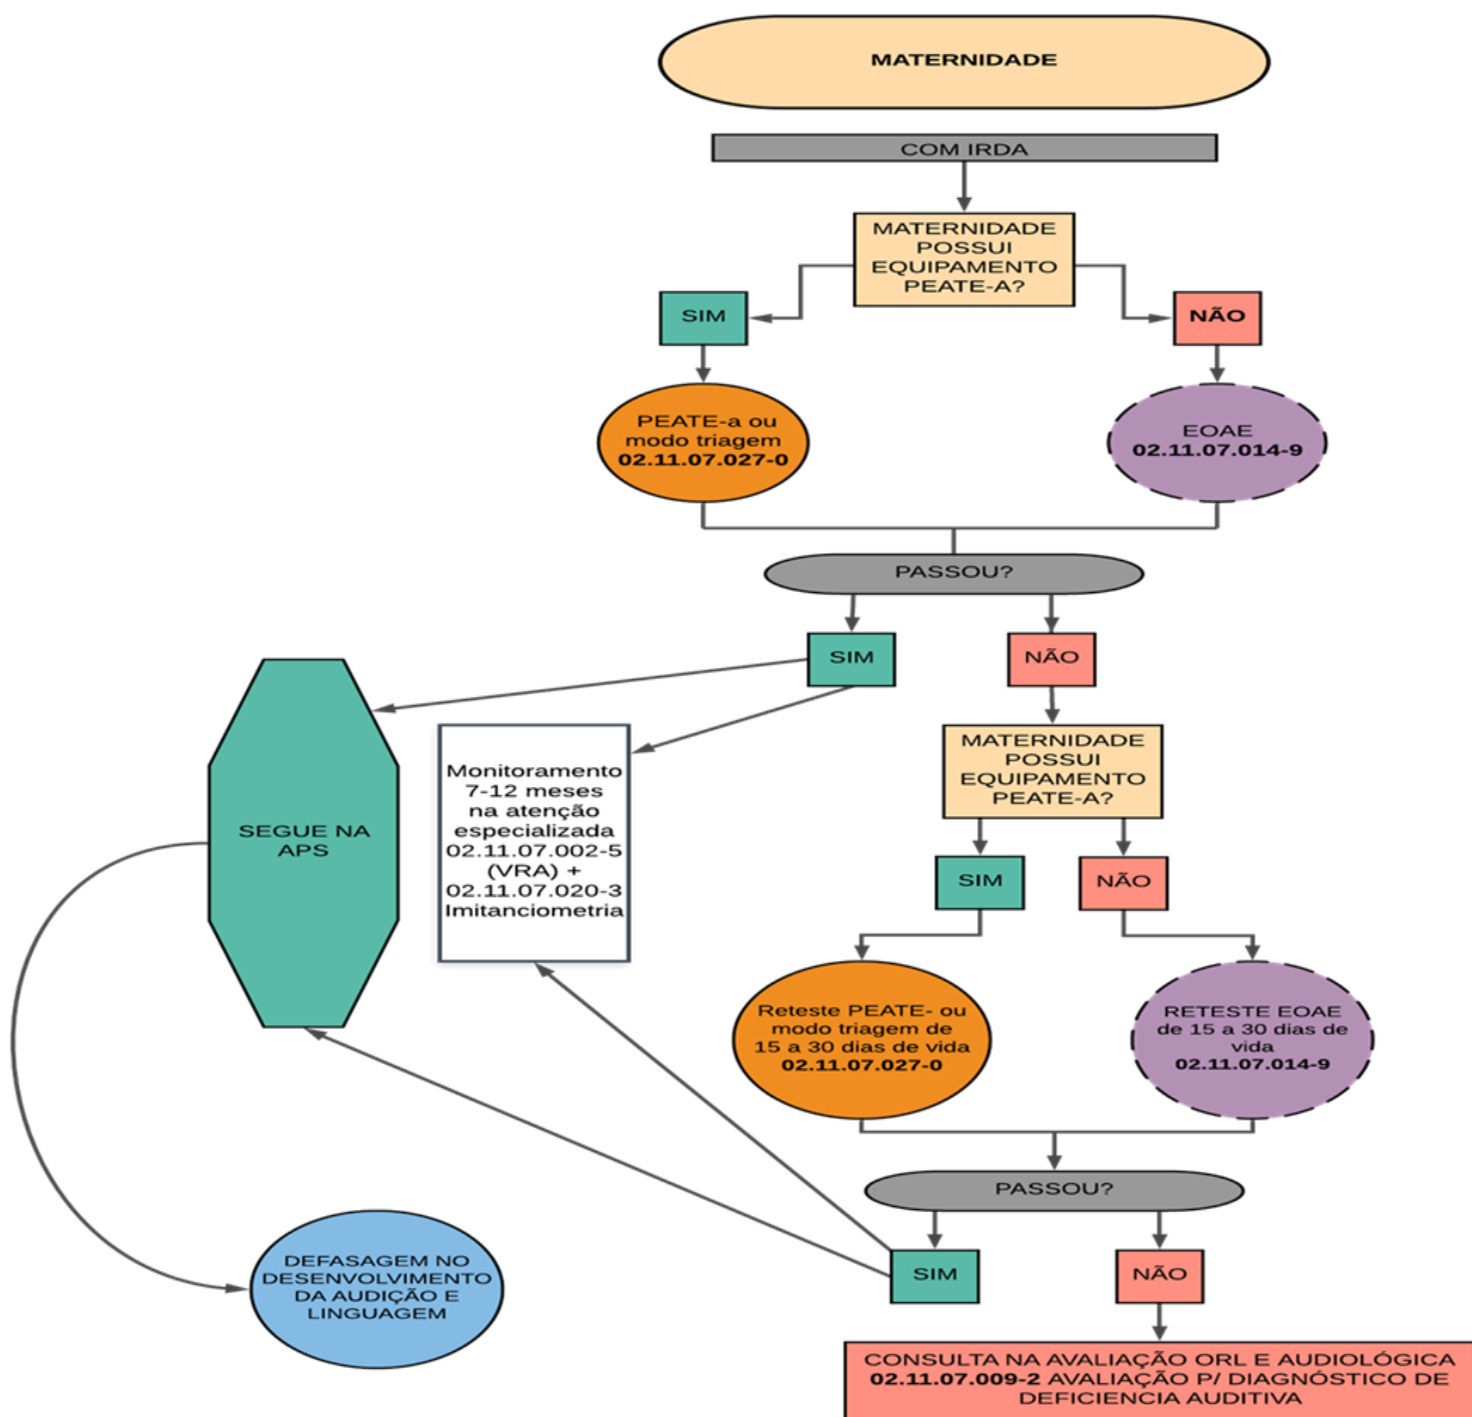 MATERNIDADE
COM IRDA
MATERNIDADE
POSSUI
EQUIPAMENTO
PEATE-A?
SIM
NÃO
PEATE-a ou
modo triagem
02.11.07.027-0
EOAE
02.11.07.014-9
PASSOU?
SIM
NÃO
MATERNIDADE
POSSUI
EQUIPAMENTO
PEATE-A?
Monitoramento
7-12 meses
na atenção
especializada
02.11.07.002-5
(VRA) +
02.11.07.020-3
Imitanciometria
SEGUE NA
APS
SIM
NÃO
Reteste PEATE- ou
modo triagem de
15 a 30 dias de vida
02.11.07.027-0
RETESTE EOAE
de 15 a 30 dias de
vida
02.11.07.014-9
PASSOU?
SIM
NÃO
DEFASAGEM NO
DESENVOLVIMENTO
DA AUDIÇÃO E
LINGUAGEM
CONSULTA NA AVALIAÇÃO ORL E AUDIOLÓGICA
02.11.07.009-2 AVALIAÇÃO P/ DIAGNÓSTICO DE
DEFICIENCIA AUDITIVA